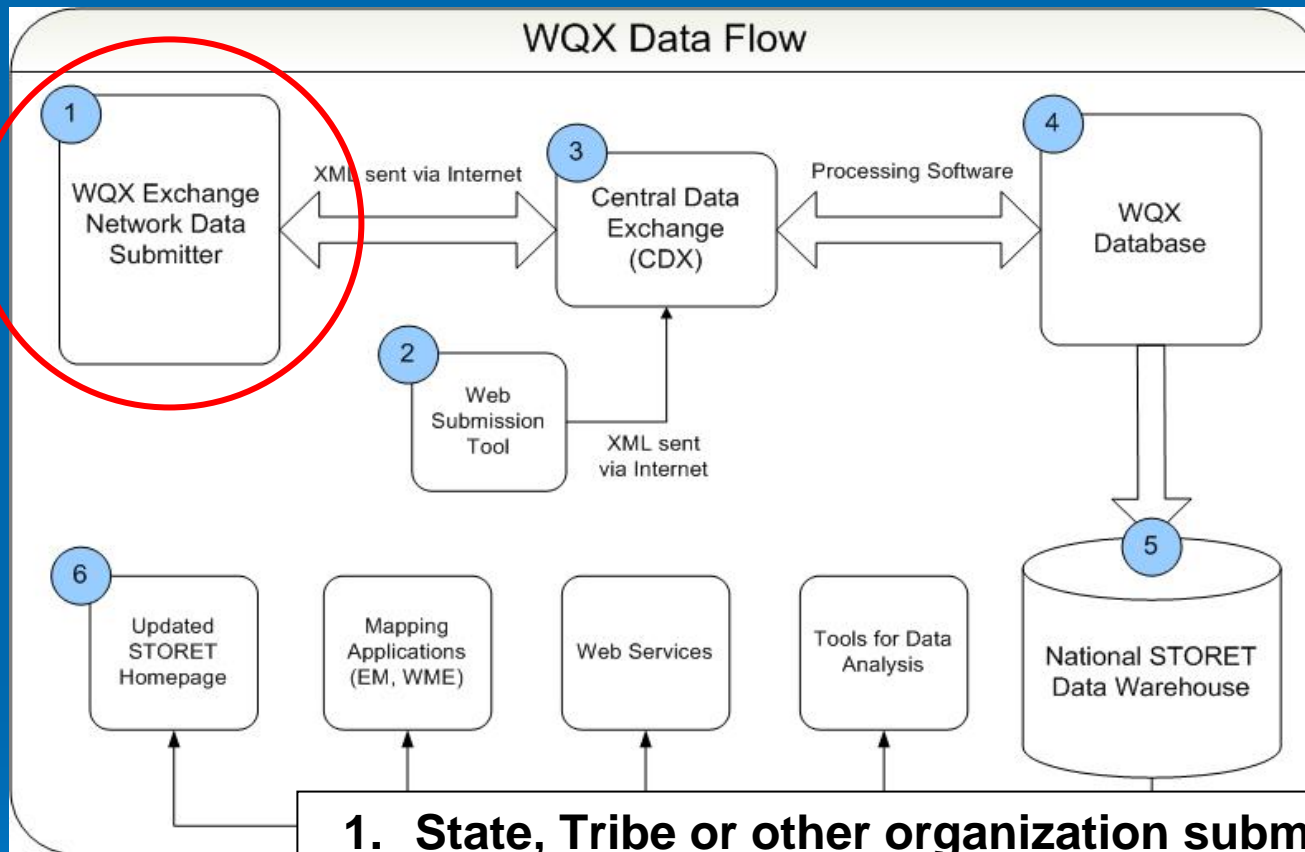 WQX Data Flow
1
WQX Exchange
Network Data
Submitter
XML sent via Internet
3
Central Data
Exchange
(CDX)
Processing Software
4
WQX
Database
2
Web
Submission
Tool
XML sent
via Internet
5
National STORET
Data Warehouse
6
Updated
STORET
Homepage
Mapping
Applications
(EM, WME)
Web Services
Tools for Data
Analysis
1. State, Tribe or other organization subm